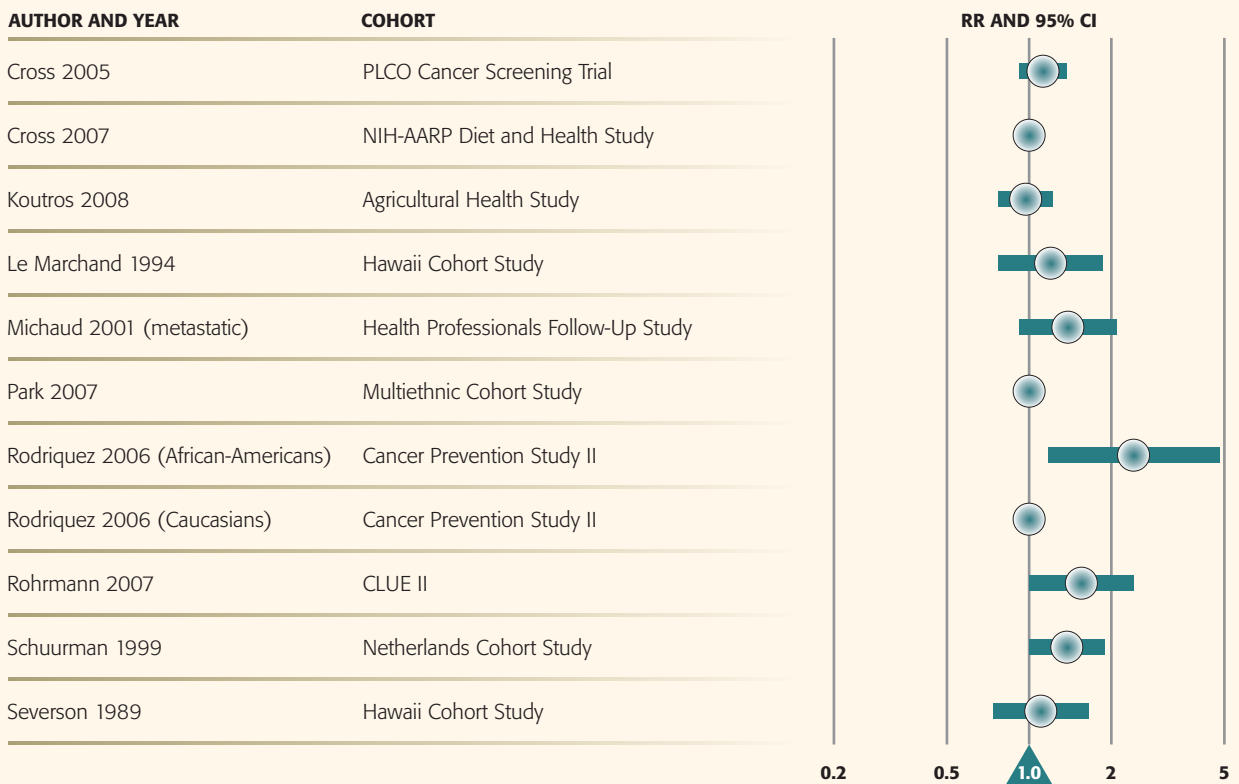 AUTHOR AND YEAR COHORT RR AND 95% CI
Cross 2005 PLCO Cancer Screening Trial
Cross 2007 NIH-AARP Diet and Health Study
Koutros 2008 Agricultural Health Study
Le Marchand 1994 Hawaii Cohort Study
Michaud 2001 (metastatic) Health Professionals Follow-Up Study
Park 2007 Multiethnic Cohort Study
Rodriquez 2006 (African-Americans) Cancer Prevention Study II
Rodriquez 2006 (Caucasians) Cancer Prevention Study II
Rohrmann 2007 CLUE II
Schuurman 1999 Netherlands Cohort Study
Severson 1989 Hawaii Cohort Study
0.2 0.5 1.0 2 5